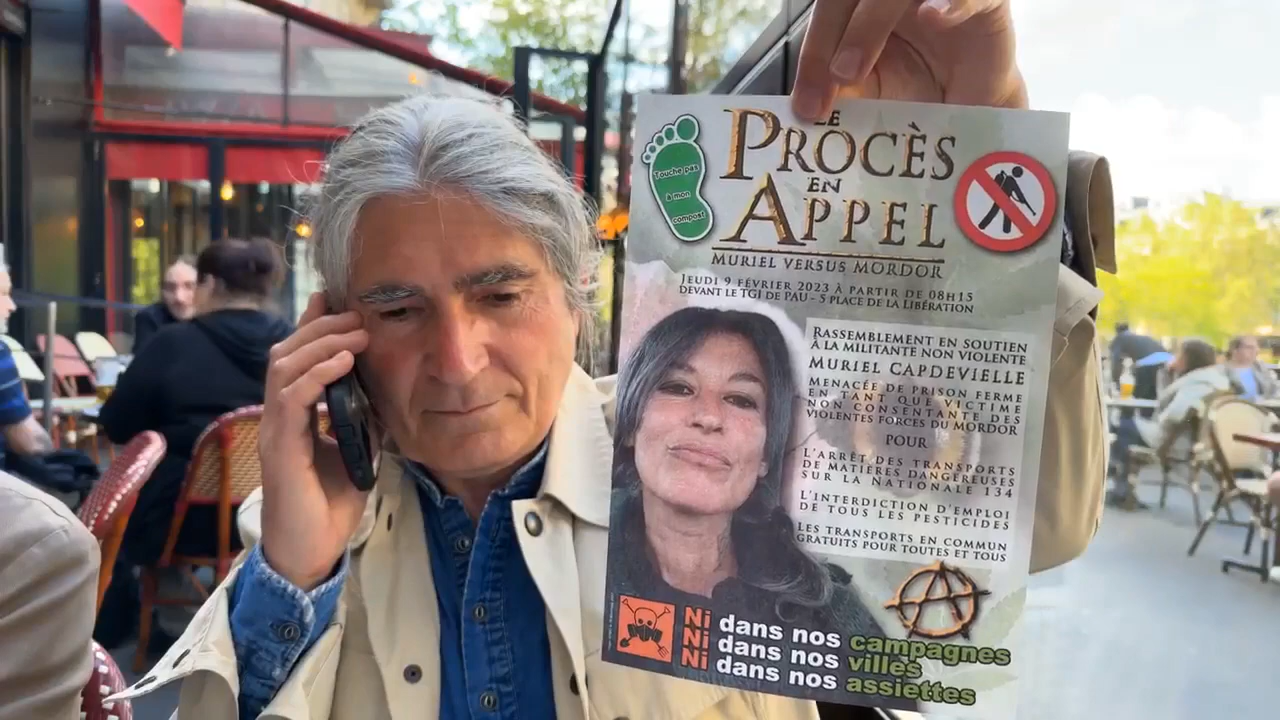 LE
PROCÈS
EN
APPEL
MURIEL VERSUS MORDOR
Touche pas
à mon
compost
JEUDI 9 FÉVRIER 2023 À PARTIR DE 08H15
DEVANT LE TGI DE PAU - 5 PLACE DE LA LIBÉRATION
RASSEMBLEMENT EN SOUTIEN
À LA MILITANTE NON VIOLENTE
MURIEL CAPDEVIELLE
MENACÉE DE PRISON FERME
EN TANT QUE VICTIME
NON CONSENTANTE DES
VIOLENTES FORCES DU MORDOR
POUR
L'ARRÊT DES TRANSPORTS
DE MATIÈRES DANGEREUSES
SUR LA NATIONALE 134
L'INTERDICTION D'EMPLOI
DE TOUS LES PESTICIDES
LES TRANSPORTS EN COMMUN
GRATUITS POUR TOUTES ET TOUS
Ni dans nos campagnes
Ni dans nos villes
Ni dans nos assiettes